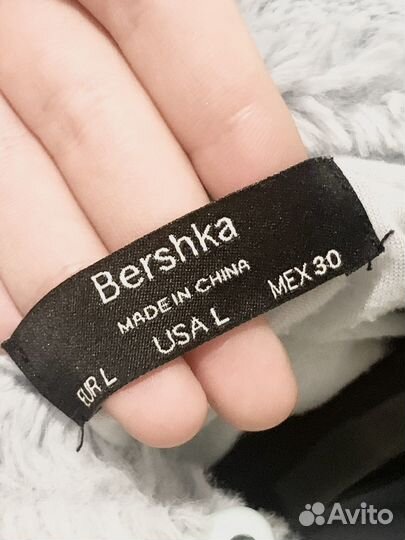 Bershka
MADE IN CHINA
EUR L USA L MEX 30
Avito